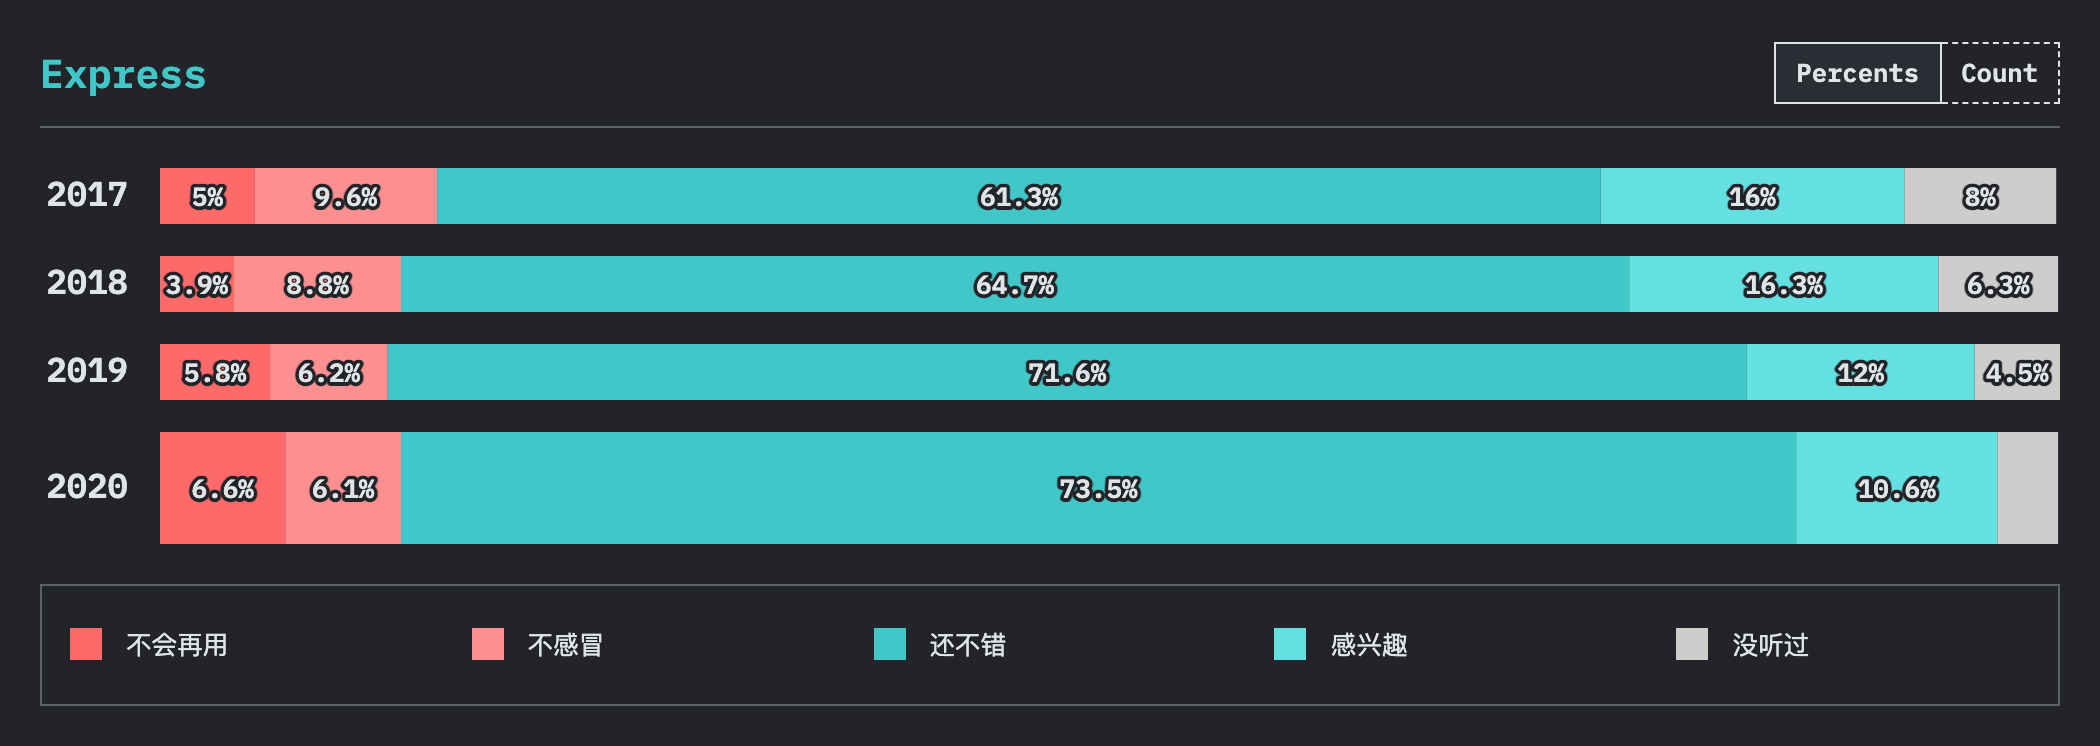 Express
Percents Count
2017 5% 9.6% 61.3% 16% 8%
2018 3.9% 8.8% 64.7% 16.3% 6.3%
2019 5.8% 6.2% 71.6% 12% 4.5%
2020 6.6% 6.1% 73.5% 10.6%
不会再用 不感冒 还不错 感兴趣 没听过